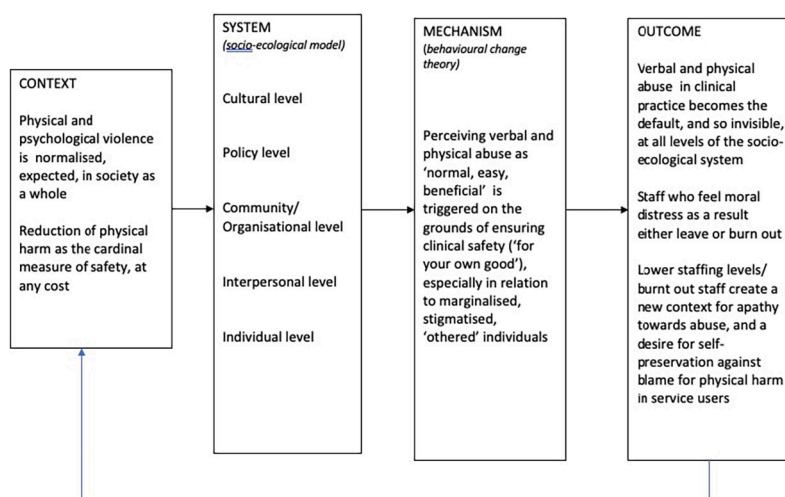 CONTEXT
Physical and
psychological violence
is normalised,
expected, in society as
a whole
Reduction of physical
harm as the cardinal
measure of safety, at
any cost
SYSTEM
(socio-ecological model)
Cultural level
Policy level
Community/
Organisational level
Interpersonal level
Individual level
MECHANISM
(behavioural change
theory)
Perceiving verbal and
physical abuse as
‘normal, easy,
beneficial’ is
triggered on the
grounds of ensuring
clinical safety (‘for
your own good’),
especially in relation
to marginalised,
stigmatised,
‘othered’ individuals
OUTCOME
Verbal and physical
abuse in clinical
practice becomes the
default, and so invisible,
at all levels of the socio-
ecological system
Staff who feel moral
distress as a result
either leave or burn out
Lower staffing levels/
burnt out staff create a
new context for apathy
towards abuse, and a
desire for self-
preservation against
blame for physical harm
in service users